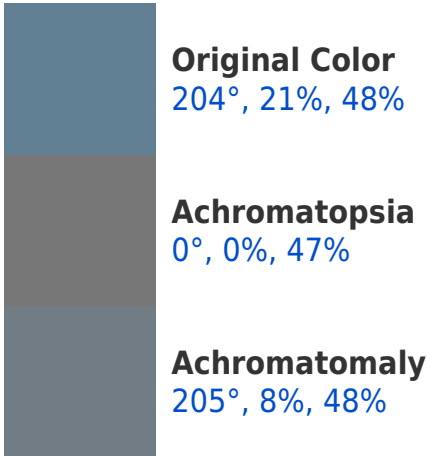 Original Color
204°, 21%, 48%
Achromatopsia
0°, 0%, 47%
Achromatomaly
205°, 8%, 48%